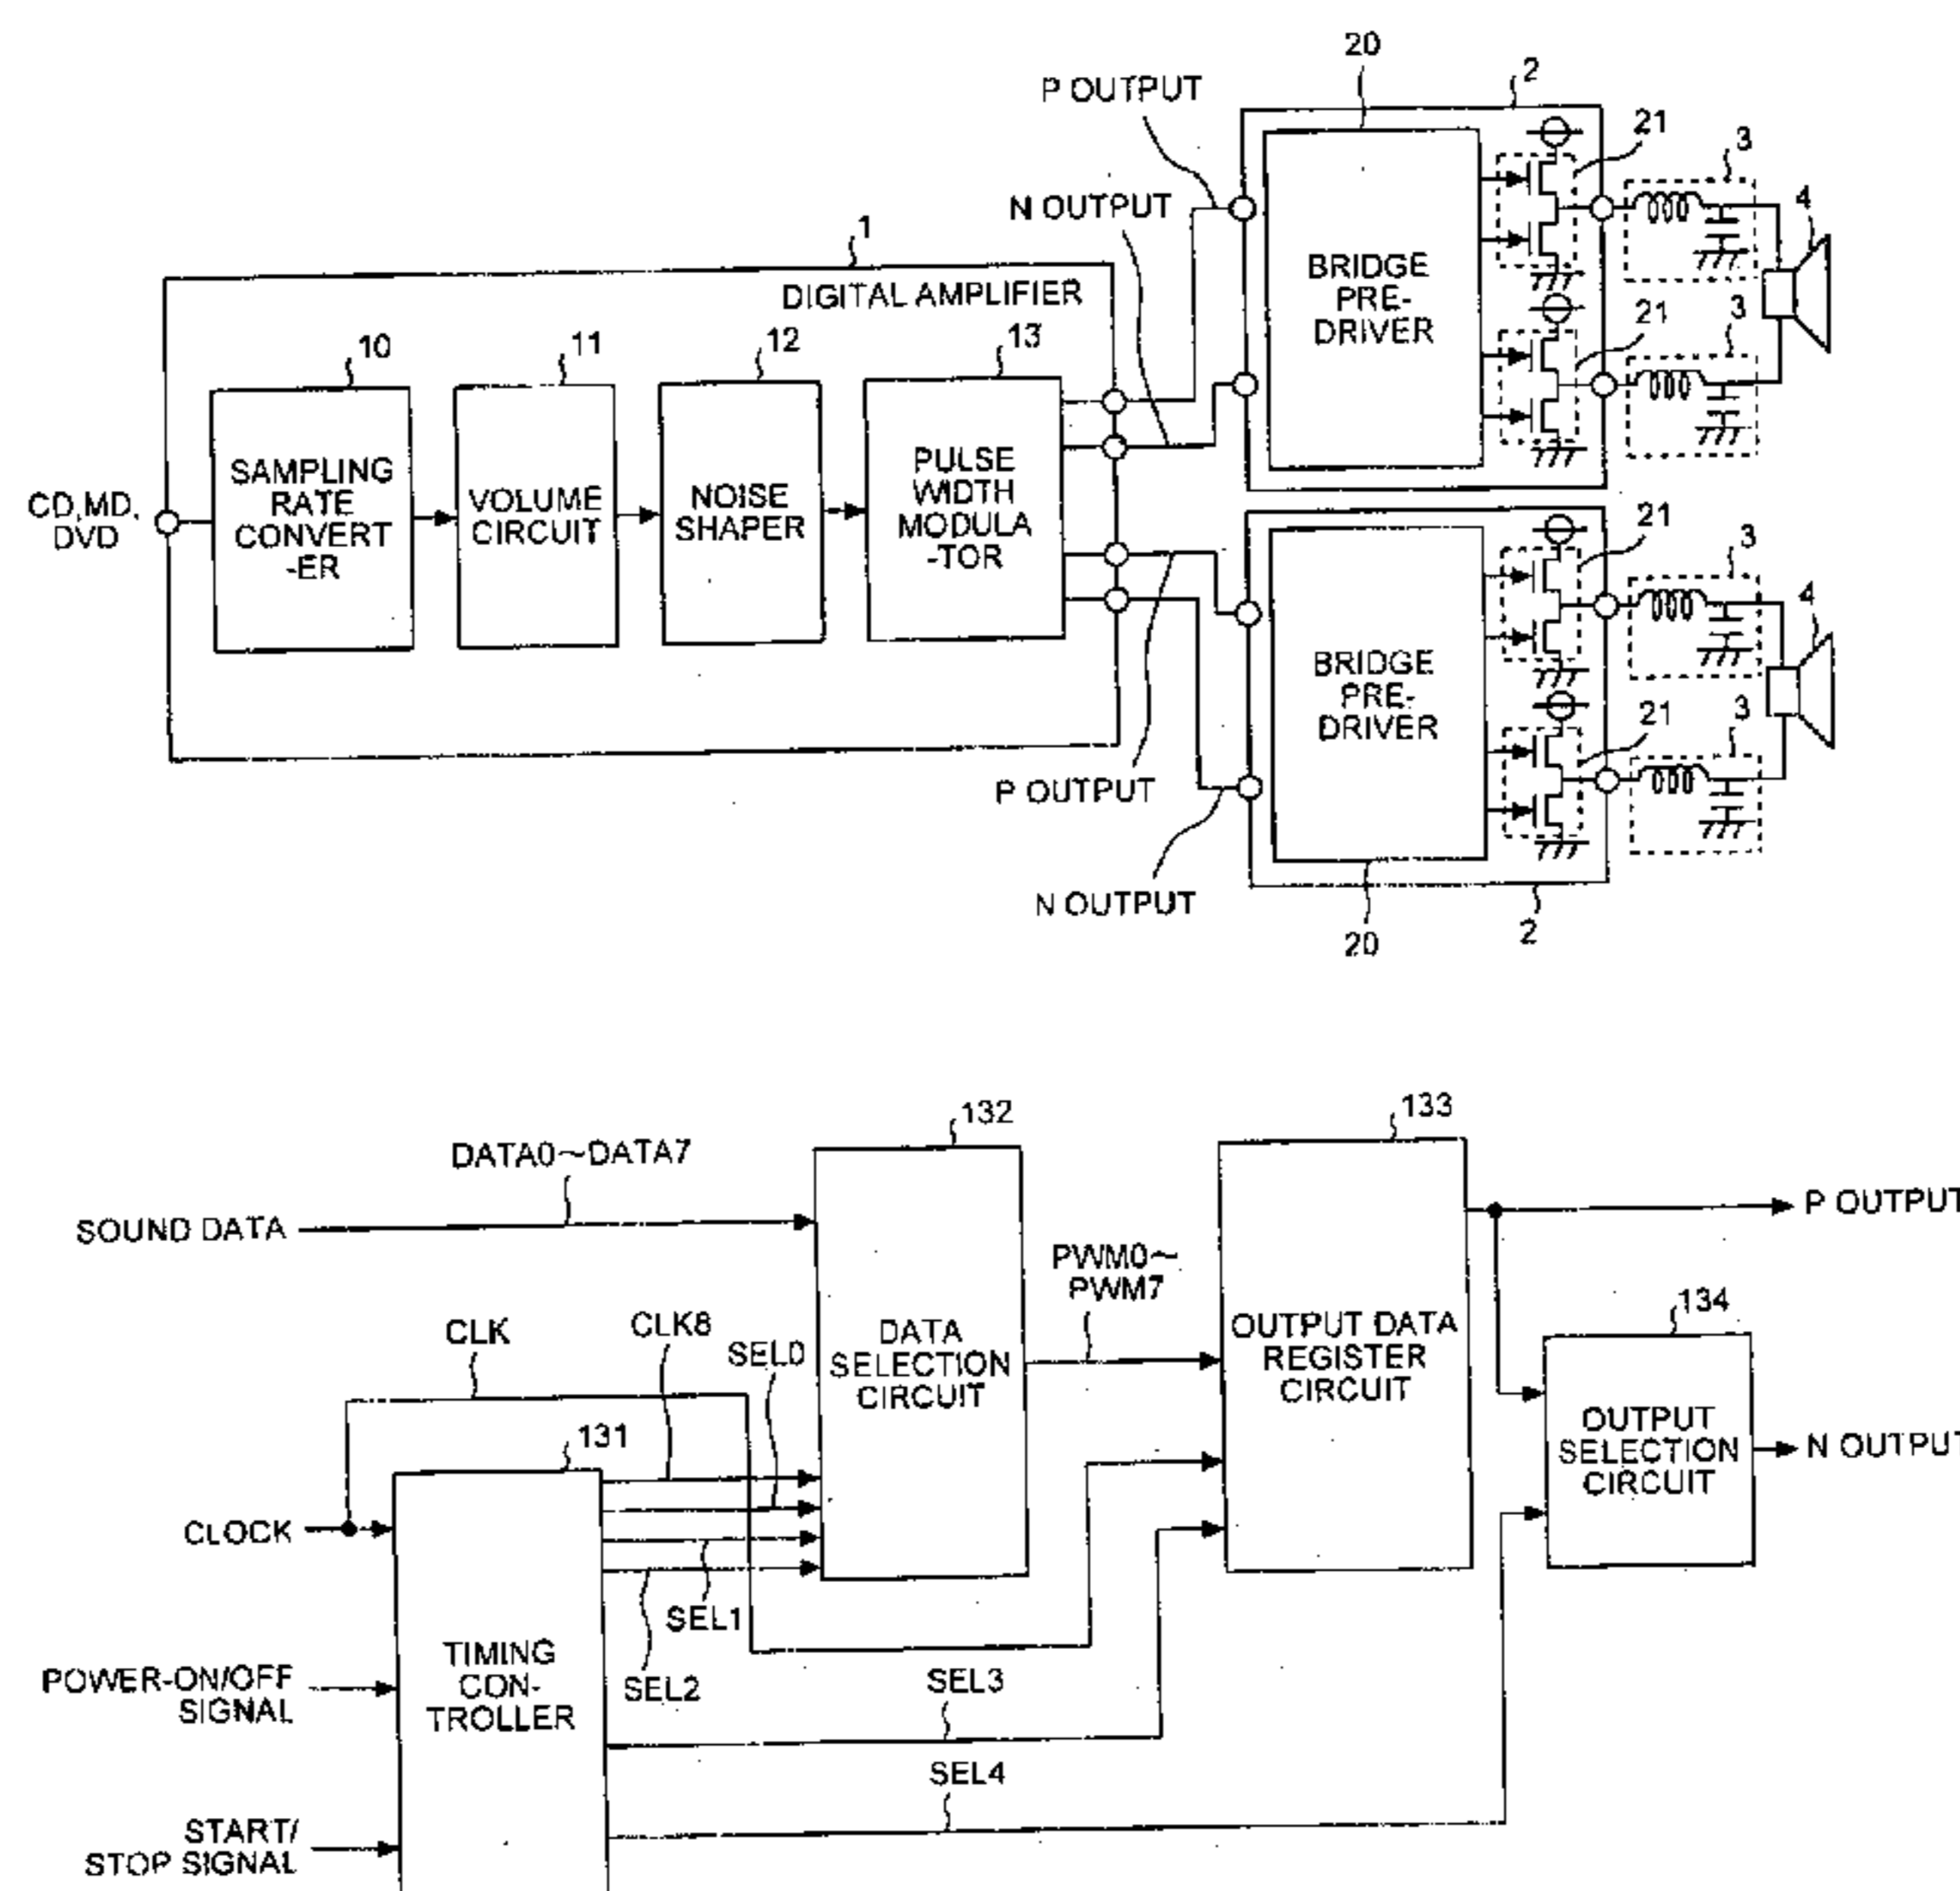 20
2
P OUTPUT
21
3
N OUTPUT
4
1
DIGITAL AMPLIFIER
BRIDGE
PRE-
DRIVER
21
3
10
11
12
13
CD,MD,
DVD
SAMPLING
RATE
CONVERT
-ER
VOLUME
CIRCUIT
NOISE
SHAPER
PULSE
WIDTH
MODULA
-TOR
21
3
4
BRIDGE
PRE-
DRIVER
21
3
P OUTPUT
N OUTPUT
20
2
132
133
DATA0~DATA7
SOUND DATA
P OUTPUT
PWM0~
PWM7
134
CLK
CLK8
SEL0
DATA
SELECTION
CIRCUIT
OUTPUT DATA
REGISTER
CIRCUIT
131
OUTPUT
SELECTION
CIRCUIT
N OUTPUT
CLOCK
SEL1
SEL2
POWER-ON/OFF
SIGNAL
TIMING
CON-
TROLLER
SEL3
SEL4
START/
STOP SIGNAL